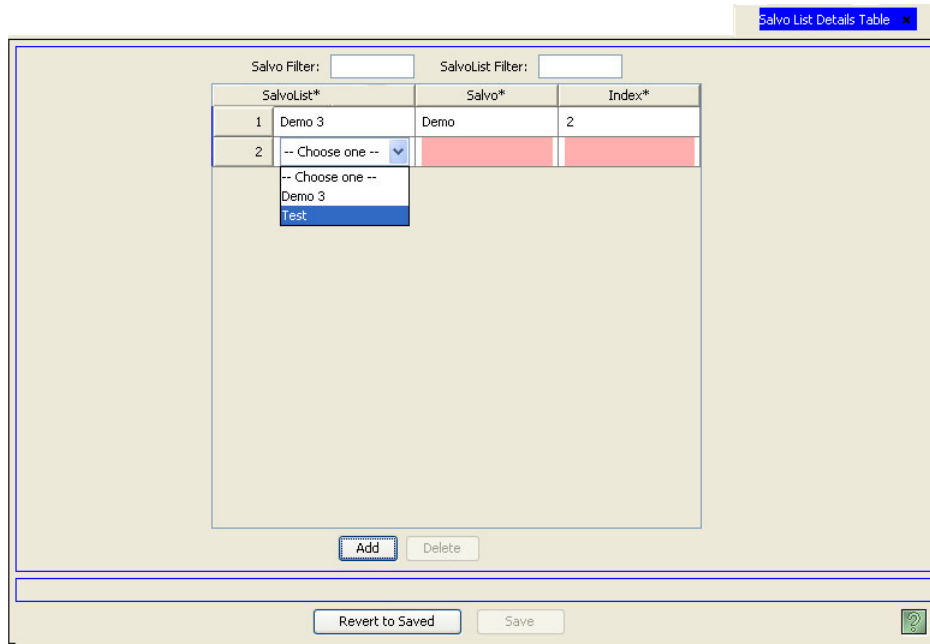 Salvo List Details Table ×
Salvo Filter: SalvoList Filter:
SalvoList* Salvo* Index*
1 Demo 3 Demo 2
2 -- Choose one --
-- Choose one --
Demo 3
Test
Add Delete
Revert to Saved Save ?